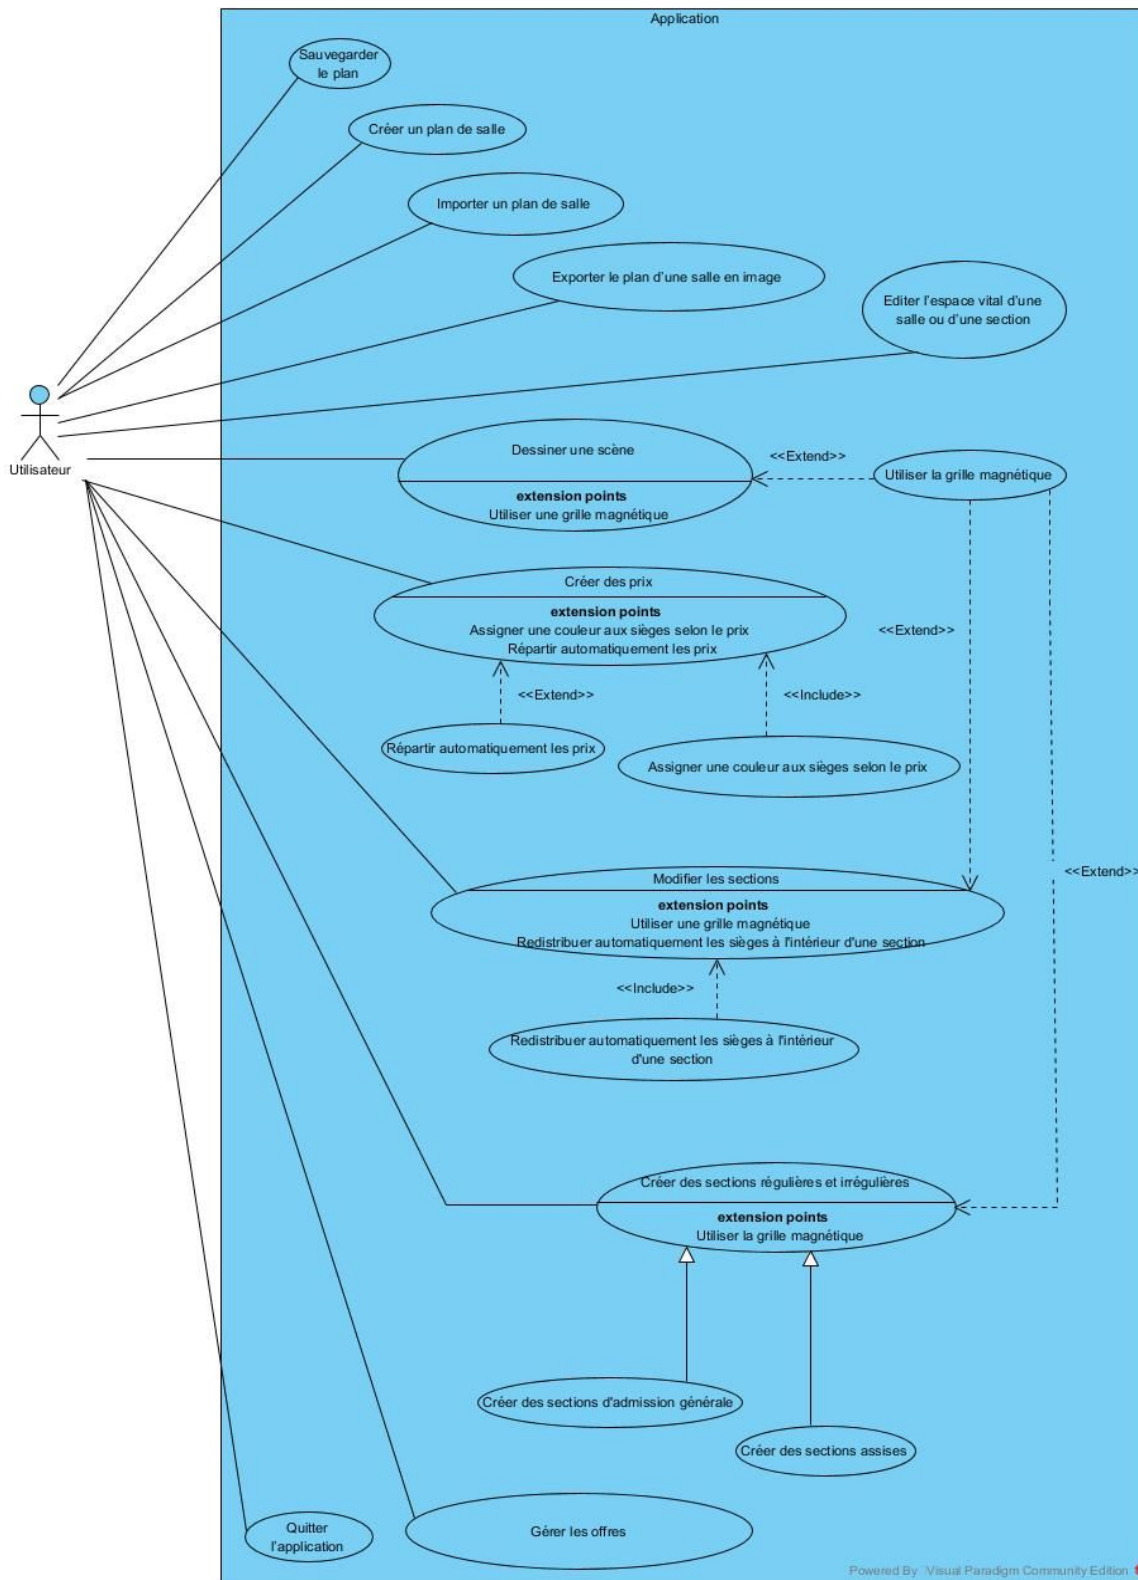 Application
Sauvegarder
le plan
Créer un plan de salle
Importer un plan de salle
Exporter le plan d'une salle en image
Editer l'espace vital d'une
salle ou d'une section
Utilisateur
Dessiner une scène
extension points
Utiliser une grille magnétique
<<Extend>>
Utiliser la grille magnétique
Créer des prix
extension points
Assigner une couleur aux sièges selon le prix
Répartir automatiquement les prix
<<Extend>>
<<Extend>>
<<Include>>
Répartir automatiquement les prix
Assigner une couleur aux sièges selon le prix
Modifier les sections
extension points
Utiliser une grille magnétique
Redistribuer automatiquement les sièges à l'intérieur d'une section
<<Extend>>
<<Include>>
Redistribuer automatiquement les sièges à l'intérieur
d'une section
Créer des sections régulières et irrégulières
extension points
Utiliser la grille magnétique
Créer des sections d'admission générale
Créer des sections assises
Quitter
l'application
Gérer les offres
Powered By Visual Paradigm Community Edition